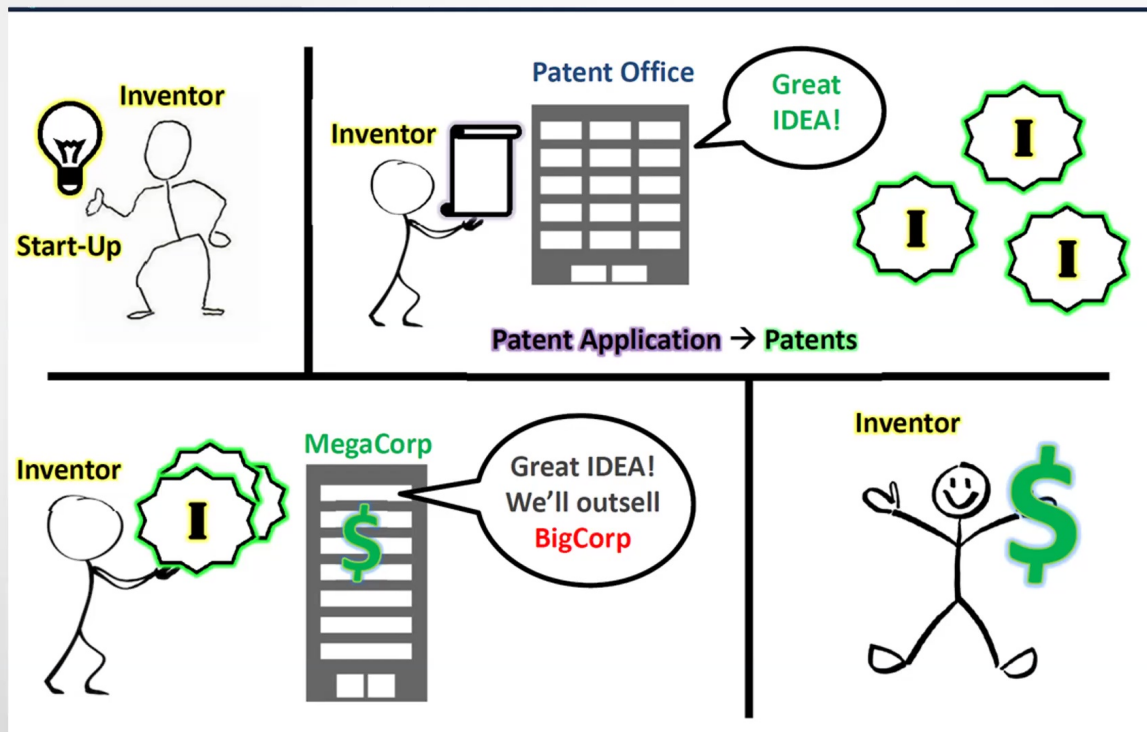 Inventor
Start-Up
Inventor
Patent Office
Great
IDEA!
I
I
I
Patent Application → Patents
Inventor
I
MegaCorp
$
Great IDEA!
We'll outsell
BigCorp
Inventor
$